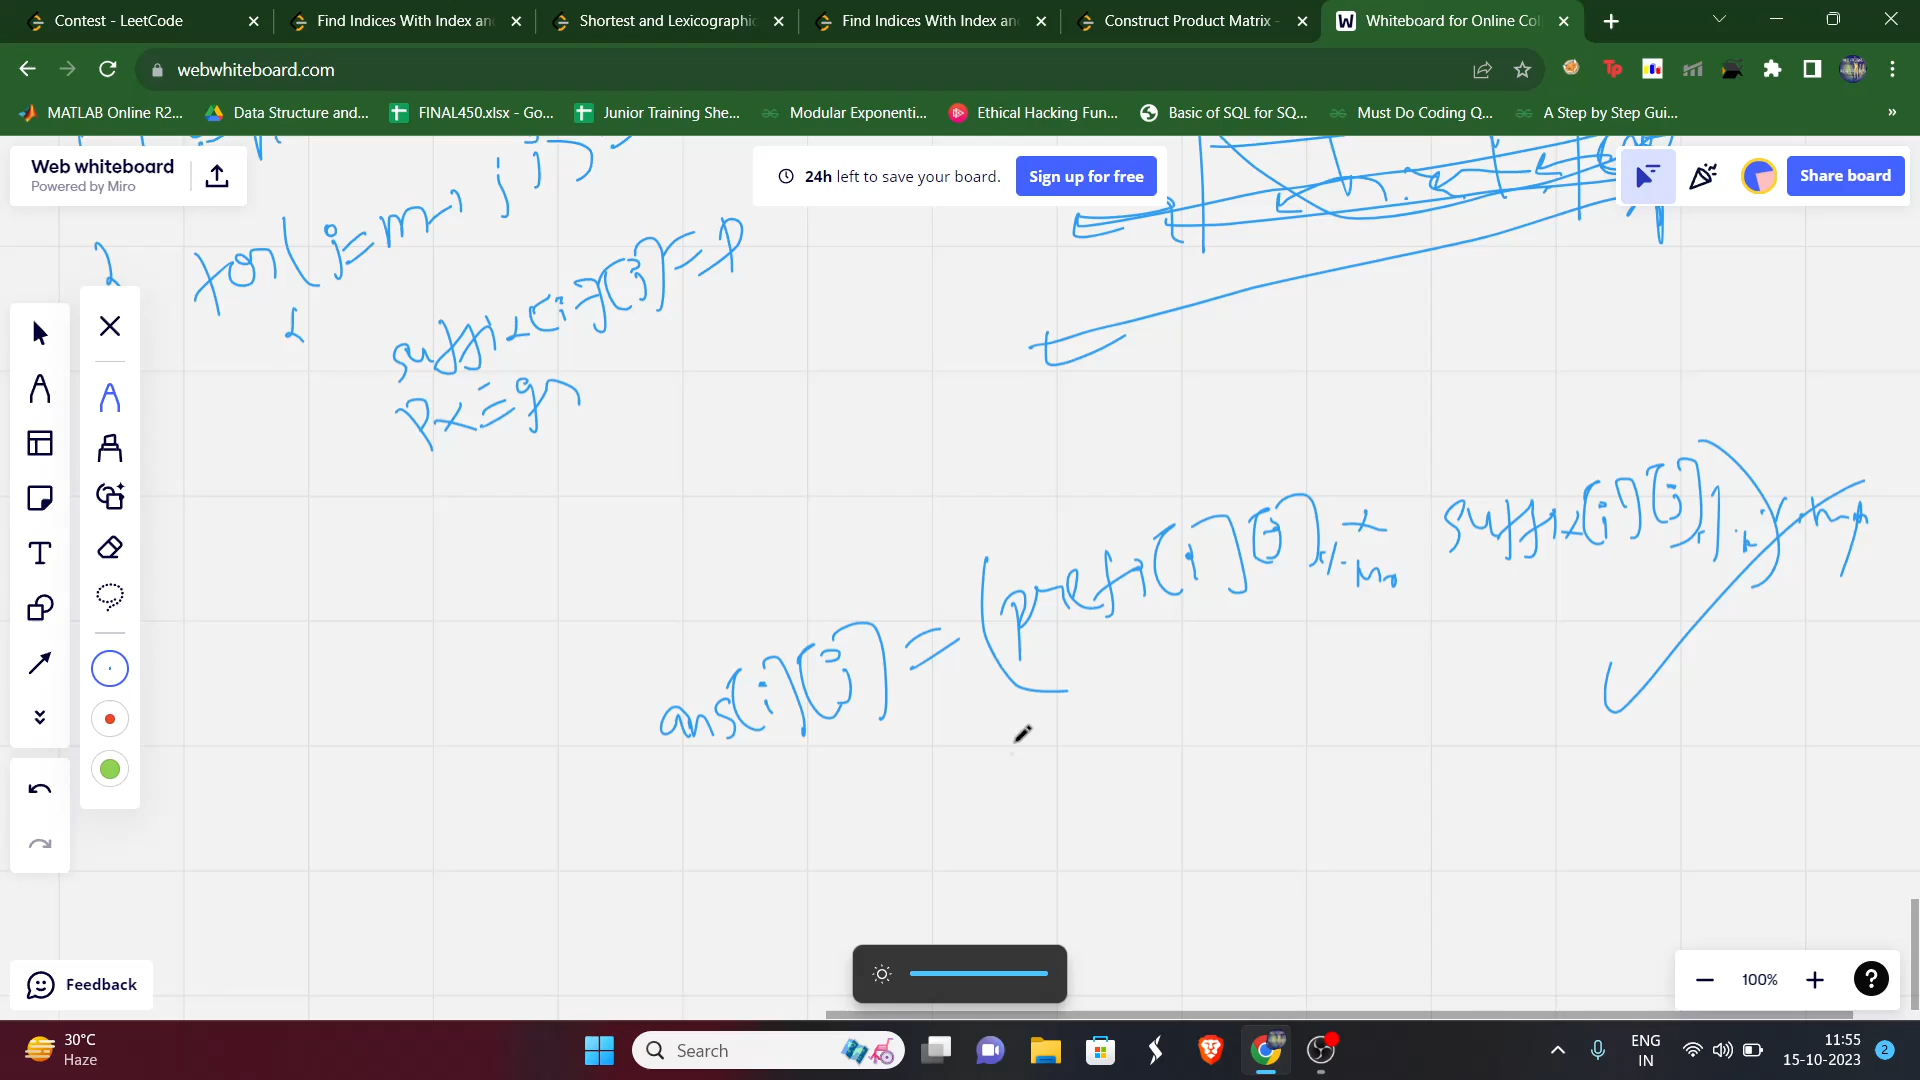 Contest - LeetCode
Find Indices With Index an
Shortest and Lexicographic
Find Indices With Index an
Construct Product Matrix -
Whiteboard for Online Col
webwhiteboard.com
MATLAB Online R2...
Data Structure and...
FINAL450.xlsx - Go...
Junior Training She...
Modular Exponenti...
Ethical Hacking Fun...
Basic of SQL for SQ...
Must Do Coding Q...
A Step by Step Gui...
»
Web whiteboard
Powered by Miro
24h left to save your board.
Sign up for free
Share board
for(j=m-1
suffix[i][j]=p
ans[i][j] = (prefix[i][j] x suffix[i][j]
Feedback
100%
30°C
Haze
Search
ENG
IN
11:55
15-10-2023
2